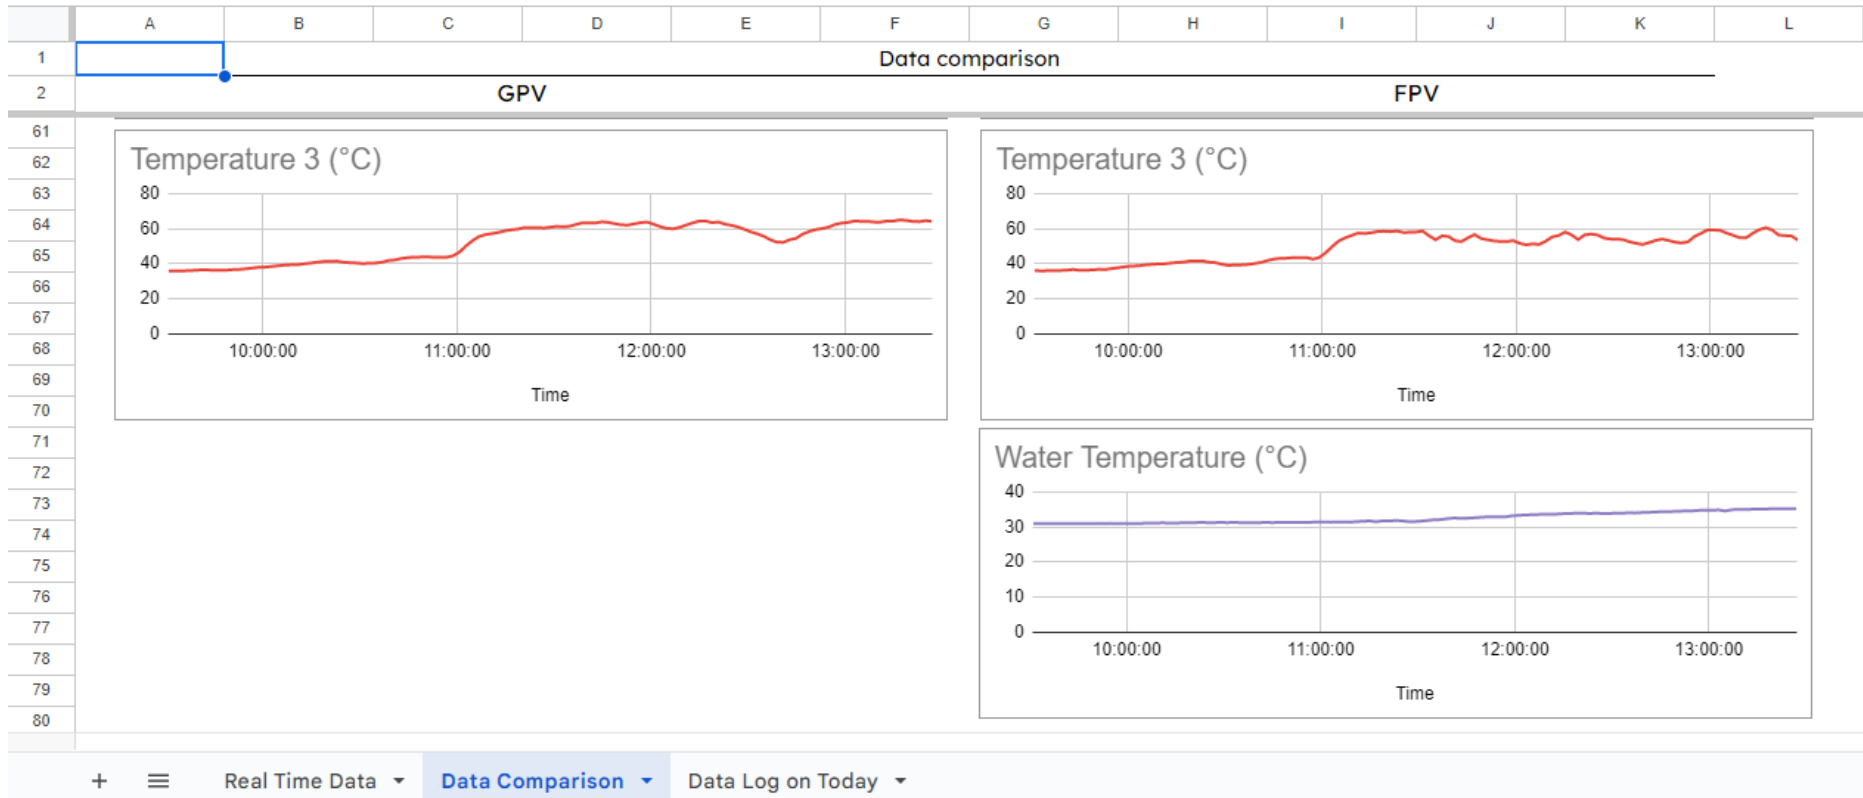 A B C D E F G H I J K L
1 Data comparison
2 GPV FPV
61
62
63
64
65
66
67
68
69
70
71
72
73
74
75
76
77
78
79
80
Temperature 3 (°C)
80
60
40
20
0
10:00:00 11:00:00 12:00:00 13:00:00
Time
Temperature 3 (°C)
80
60
40
20
0
10:00:00 11:00:00 12:00:00 13:00:00
Time
Water Temperature (°C)
40
30
20
10
0
10:00:00 11:00:00 12:00:00 13:00:00
Time
Real Time Data Data Comparison Data Log on Today